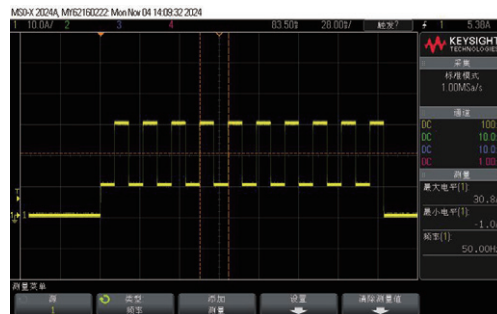 MSO-X 2024A, MY62160222: Mon Nov 04 14:09:32 2024
1 10.0A/ 2 3 4 83.50% 28.00%/ 触发? 1 5.38A
KEYSIGHT
TECHNOLOGIES
采集
标准模式
1.00MSa/s
通道
DC 100:
DC 10.0:
DC 10.0:
DC 1.00:
测量
最大电平(1):
30.8
最小电平(1):
-1.0
频率(1):
50.00H
测量菜单
源
1
类型:
频率
添加
测量
设置
清除测量值